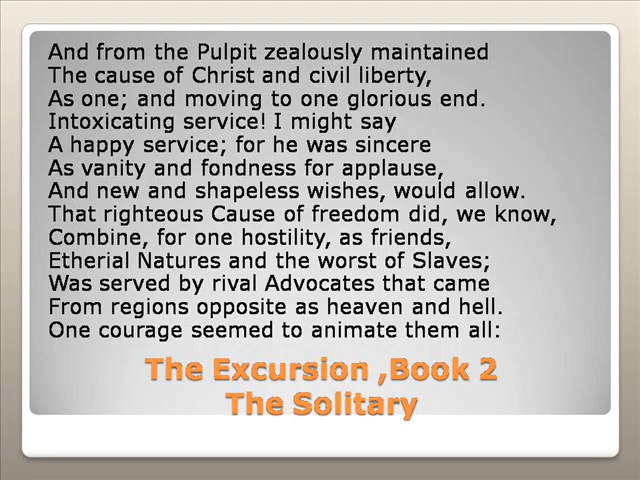 And from the Pulpit zealously maintained
The cause of Christ and civil liberty,
As one; and moving to one glorious end.
Intoxicating service! I might say
A happy service; for he was sincere
As vanity and fondness for applause,
And new and shapeless wishes, would allow.
That righteous Cause of freedom did, we know,
Combine, for one hostility, as friends,
Etherial Natures and the worst of Slaves;
Was served by rival Advocates that came
From regions opposite as heaven and hell.
One courage seemed to animate them all:
The Excursion ,Book 2
The Solitary